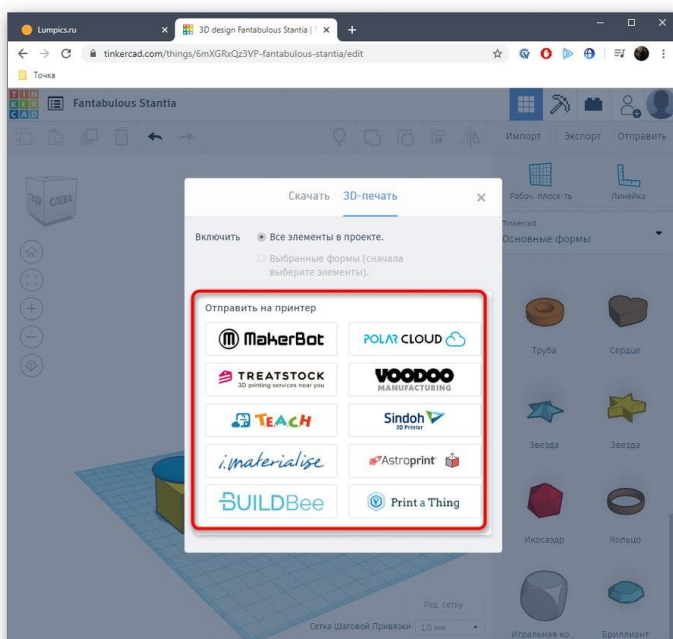 Lumpics.ru
3D design Fantabulous Stantia | T
tinkercad.com/things/6mXGRxQz3VP-fantabulous-stantia/edit
Точка
TIN
KER
CAD
Fantabulous Stantia
Импорт Экспорт Отправить
СЛЕВА
Рабоч. плоск-ть Линейка
Tinkercad
Основные формы
Скачать 3D-печать
Включить Все элементы в проекте.
Выбранные формы (сначала
выберите элементы).
Отправить на принтер
MakerBot POLAR CLOUD
TREATSTOCK
3D printing services near you
VOODOO
MANUFACTURING
TEACH Sindoh
3D Printer
i.materialise Astroprint
BUILDBee Print a Thing
Труба Сердце
Звезда Звезда
Икосаэдр Кольцо
Игральная ко... Бриллиант
Ред. сетку
Сетка Шаговой Привязки 1,0 мм